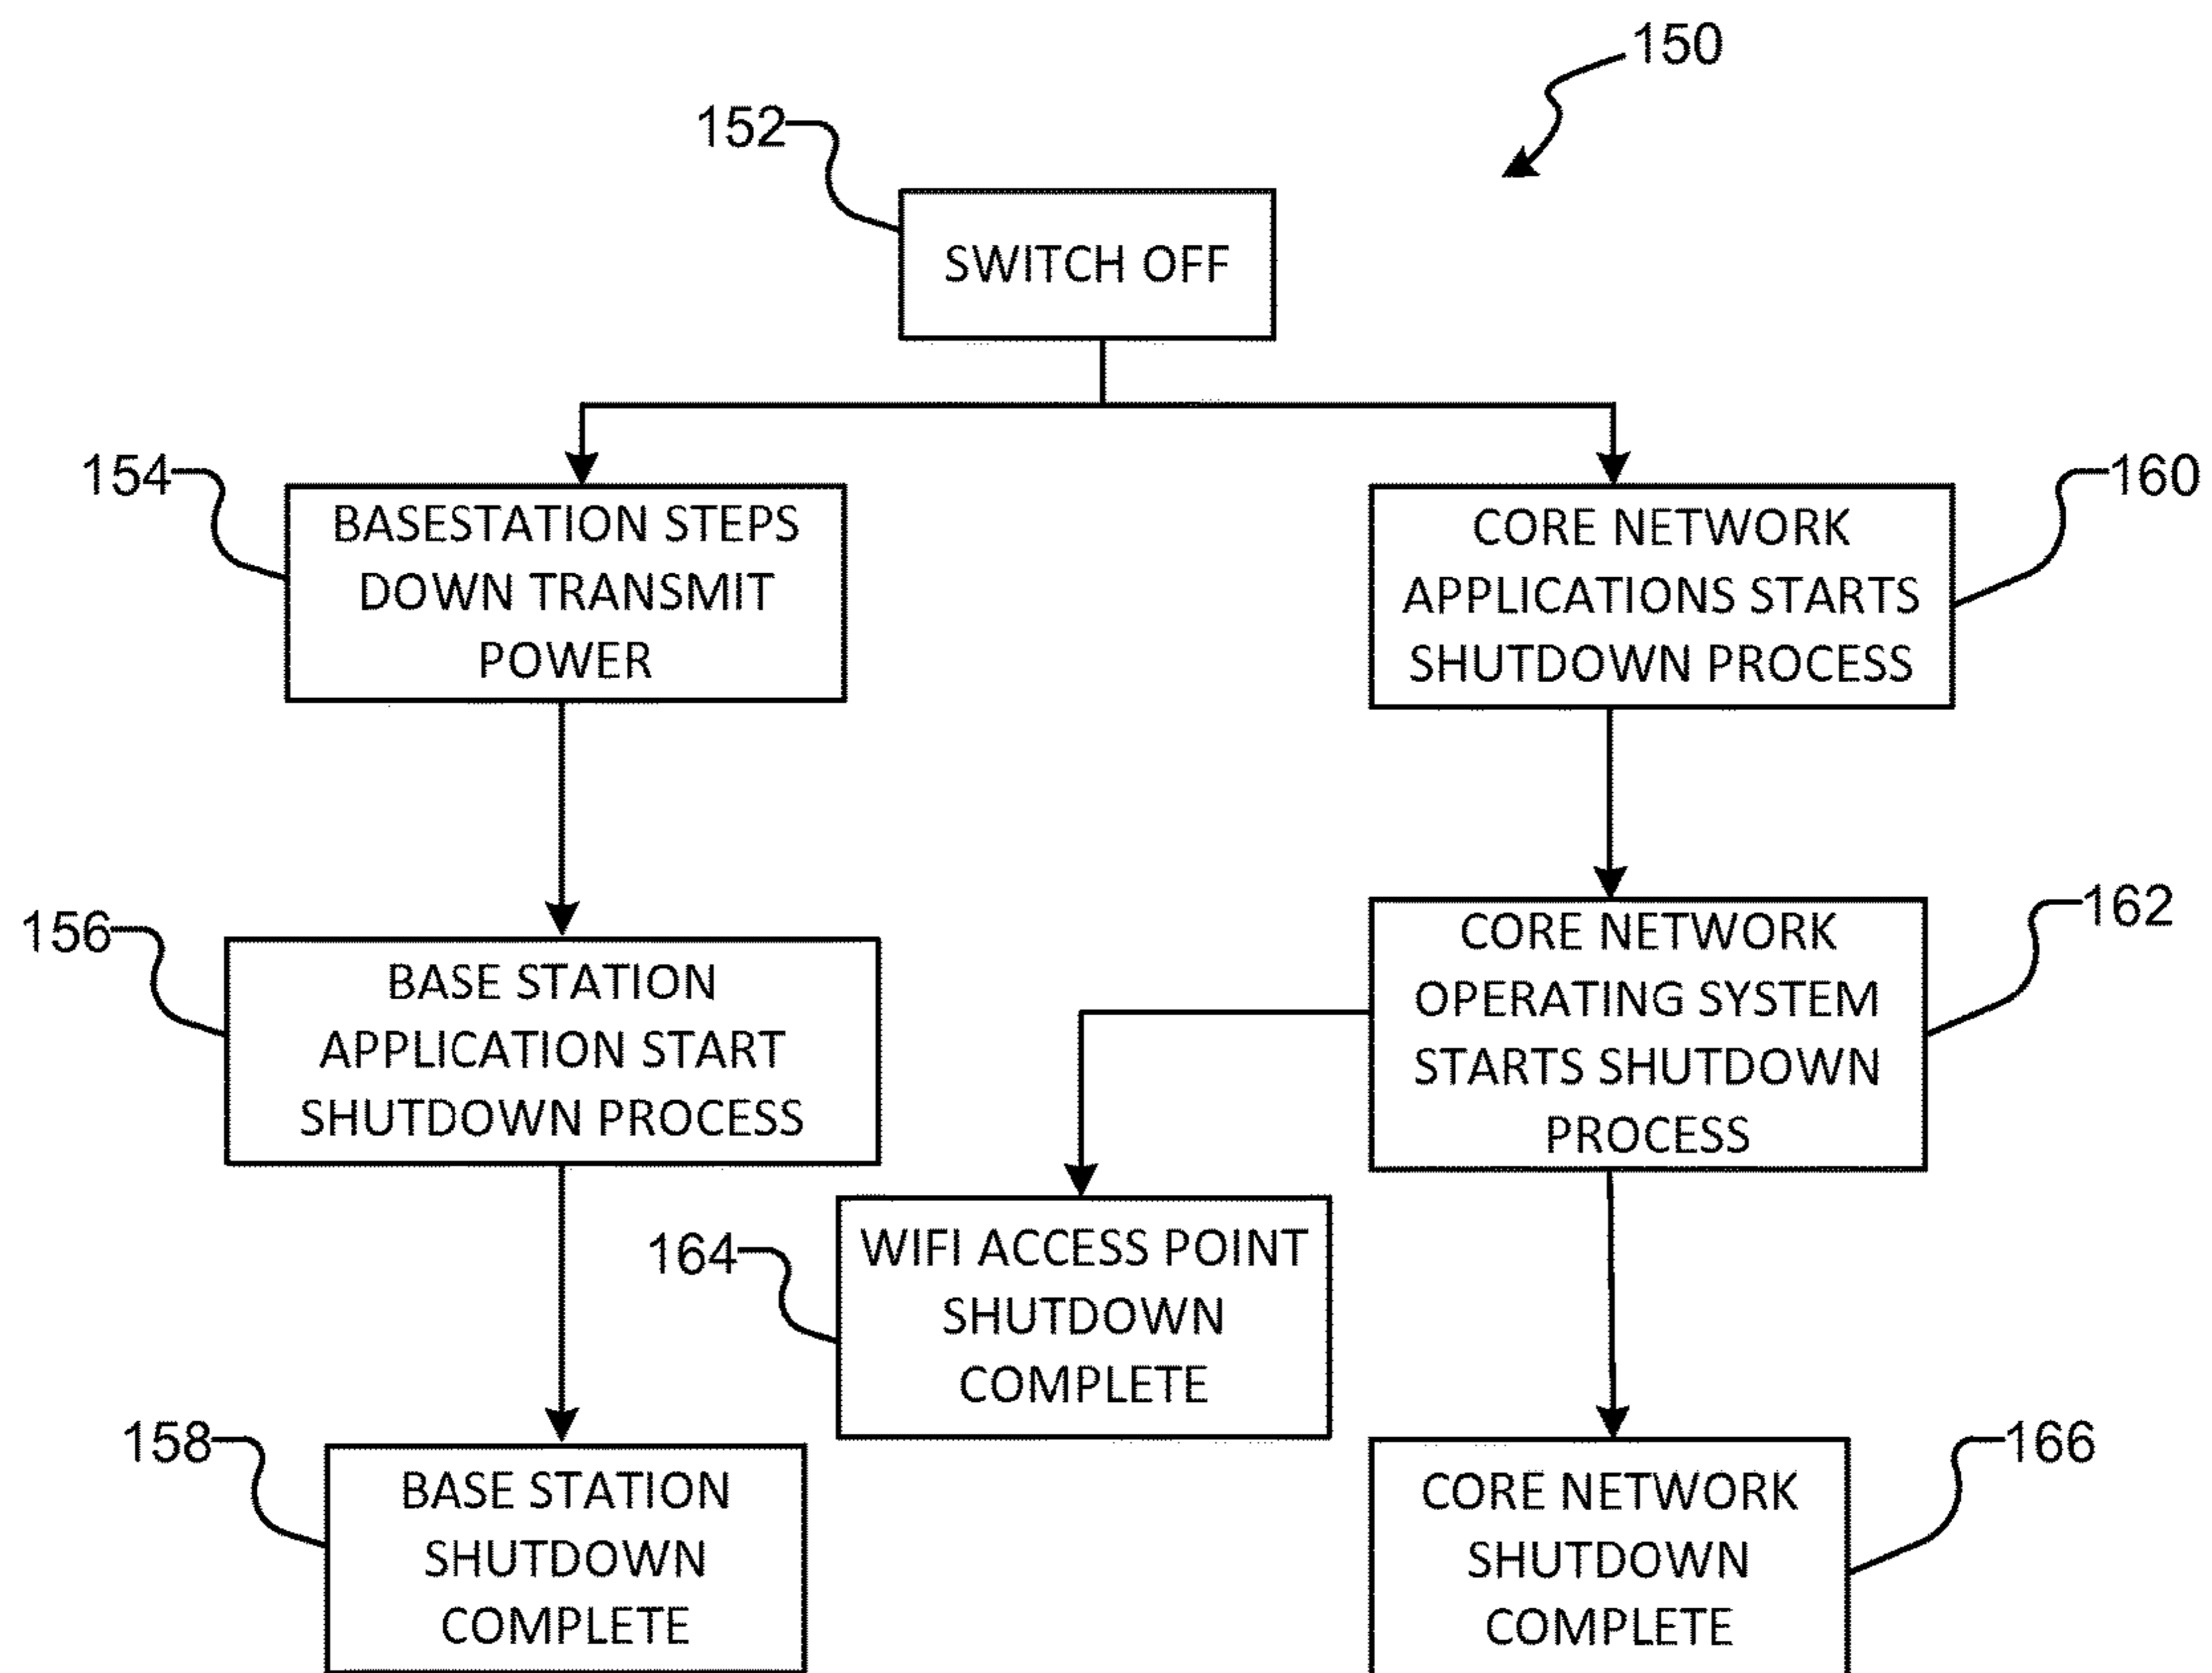 150
152
SWITCH OFF
154
BASESTATION STEPS
DOWN TRANSMIT
POWER
160
CORE NETWORK
APPLICATIONS STARTS
SHUTDOWN PROCESS
156
BASE STATION
APPLICATION START
SHUTDOWN PROCESS
162
CORE NETWORK
OPERATING SYSTEM
STARTS SHUTDOWN
PROCESS
164
WIFI ACCESS POINT
SHUTDOWN
COMPLETE
158
BASE STATION
SHUTDOWN
COMPLETE
166
CORE NETWORK
SHUTDOWN
COMPLETE